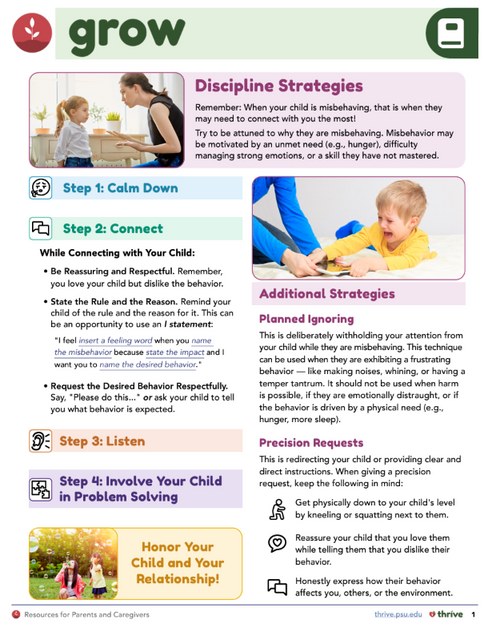 grow
Discipline Strategies
Remember: When your child is misbehaving, that is when they
may need to connect with you the most!
Try to be attuned to why they are misbehaving. Misbehavior may
be motivated by an unmet need (e.g., hunger), difficulty
managing strong emotions, or a skill they have not mastered.
Step 1: Calm Down
Step 2: Connect
While Connecting with Your Child:
• Be Reassuring and Respectful. Remember,
you love your child but dislike the behavior.
• State the Rule and the Reason. Remind your
child of the rule and the reason for it. This can
be an opportunity to use an I statement:
"I feel insert a feeling word when you name
the misbehavior because state the impact and I
want you to name the desired behavior."
• Request the Desired Behavior Respectfully.
Say, "Please do this..." or ask your child to tell
you what behavior is expected.
Step 3: Listen
Step 4: Involve Your Child
in Problem Solving
Honor Your
Child and Your
Relationship!
Additional Strategies
Planned Ignoring
This is deliberately withholding your attention from
your child while they are misbehaving. This technique
can be used when they are exhibiting a frustrating
behavior — like making noises, whining, or having a
temper tantrum. It should not be used when harm
is possible, if they are emotionally distraught, or if
the behavior is driven by a physical need (e.g.,
hunger, more sleep).
Precision Requests
This is redirecting your child or providing clear and
direct instructions. When giving a precision
request, keep the following in mind:
Get physically down to your child's level
by kneeling or squatting next to them.
Reassure your child that you love them
while telling them that you dislike their
behavior.
Honestly express how their behavior
affects you, others, or the environment.
Resources for Parents and Caregivers
thrive.psu.edu thrive 1